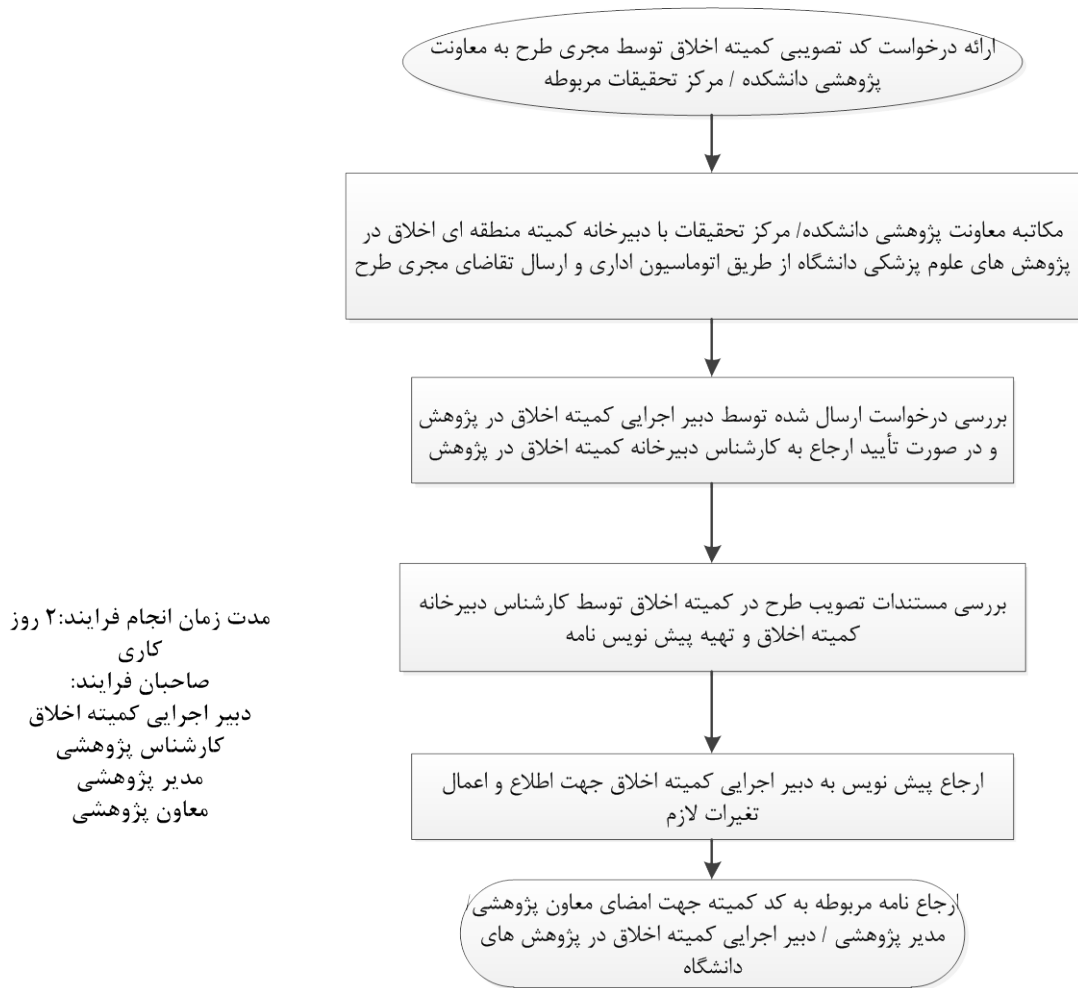 ارائه درخواست کد تصویبی کمیته اخلاق توسط مجری طرح به معاونت
پژوهشی دانشکده / مرکز تحقیقات مربوطه
مکاتبه معاونت پژوهشی دانشکده/ مرکز تحقیقات با دبیرخانه کمیته منطقه ای اخلاق در
پژوهش های علوم پزشکی دانشگاه از طریق اتوماسیون اداری و ارسال تقاضای مجری طرح
بررسی درخواست ارسال شده توسط دبیر اجرایی کمیته اخلاق در پژوهش
و در صورت تأیید ارجاع به کارشناس دبیرخانه کمیته اخلاق در پژوهش
بررسی مستندات تصویب طرح در کمیته اخلاق توسط کارشناس دبیرخانه
کمیته اخلاق و تهیه پیش نویس نامه
ارجاع پیش نویس به دبیر اجرایی کمیته اخلاق جهت اطلاع و اعمال
تغیرات لازم
ارجاع نامه مربوطه به کد کمیته جهت امضای معاون پژوهشی/
مدیر پژوهشی / دبیر اجرایی کمیته اخلاق در پژوهش های
دانشگاه
مدت زمان انجام فرایند:۲ روز
کاری
صاحبان فرایند:
دبیر اجرایی کمیته اخلاق
کارشناس پژوهشی
مدیر پژوهشی
معاون پژوهشی